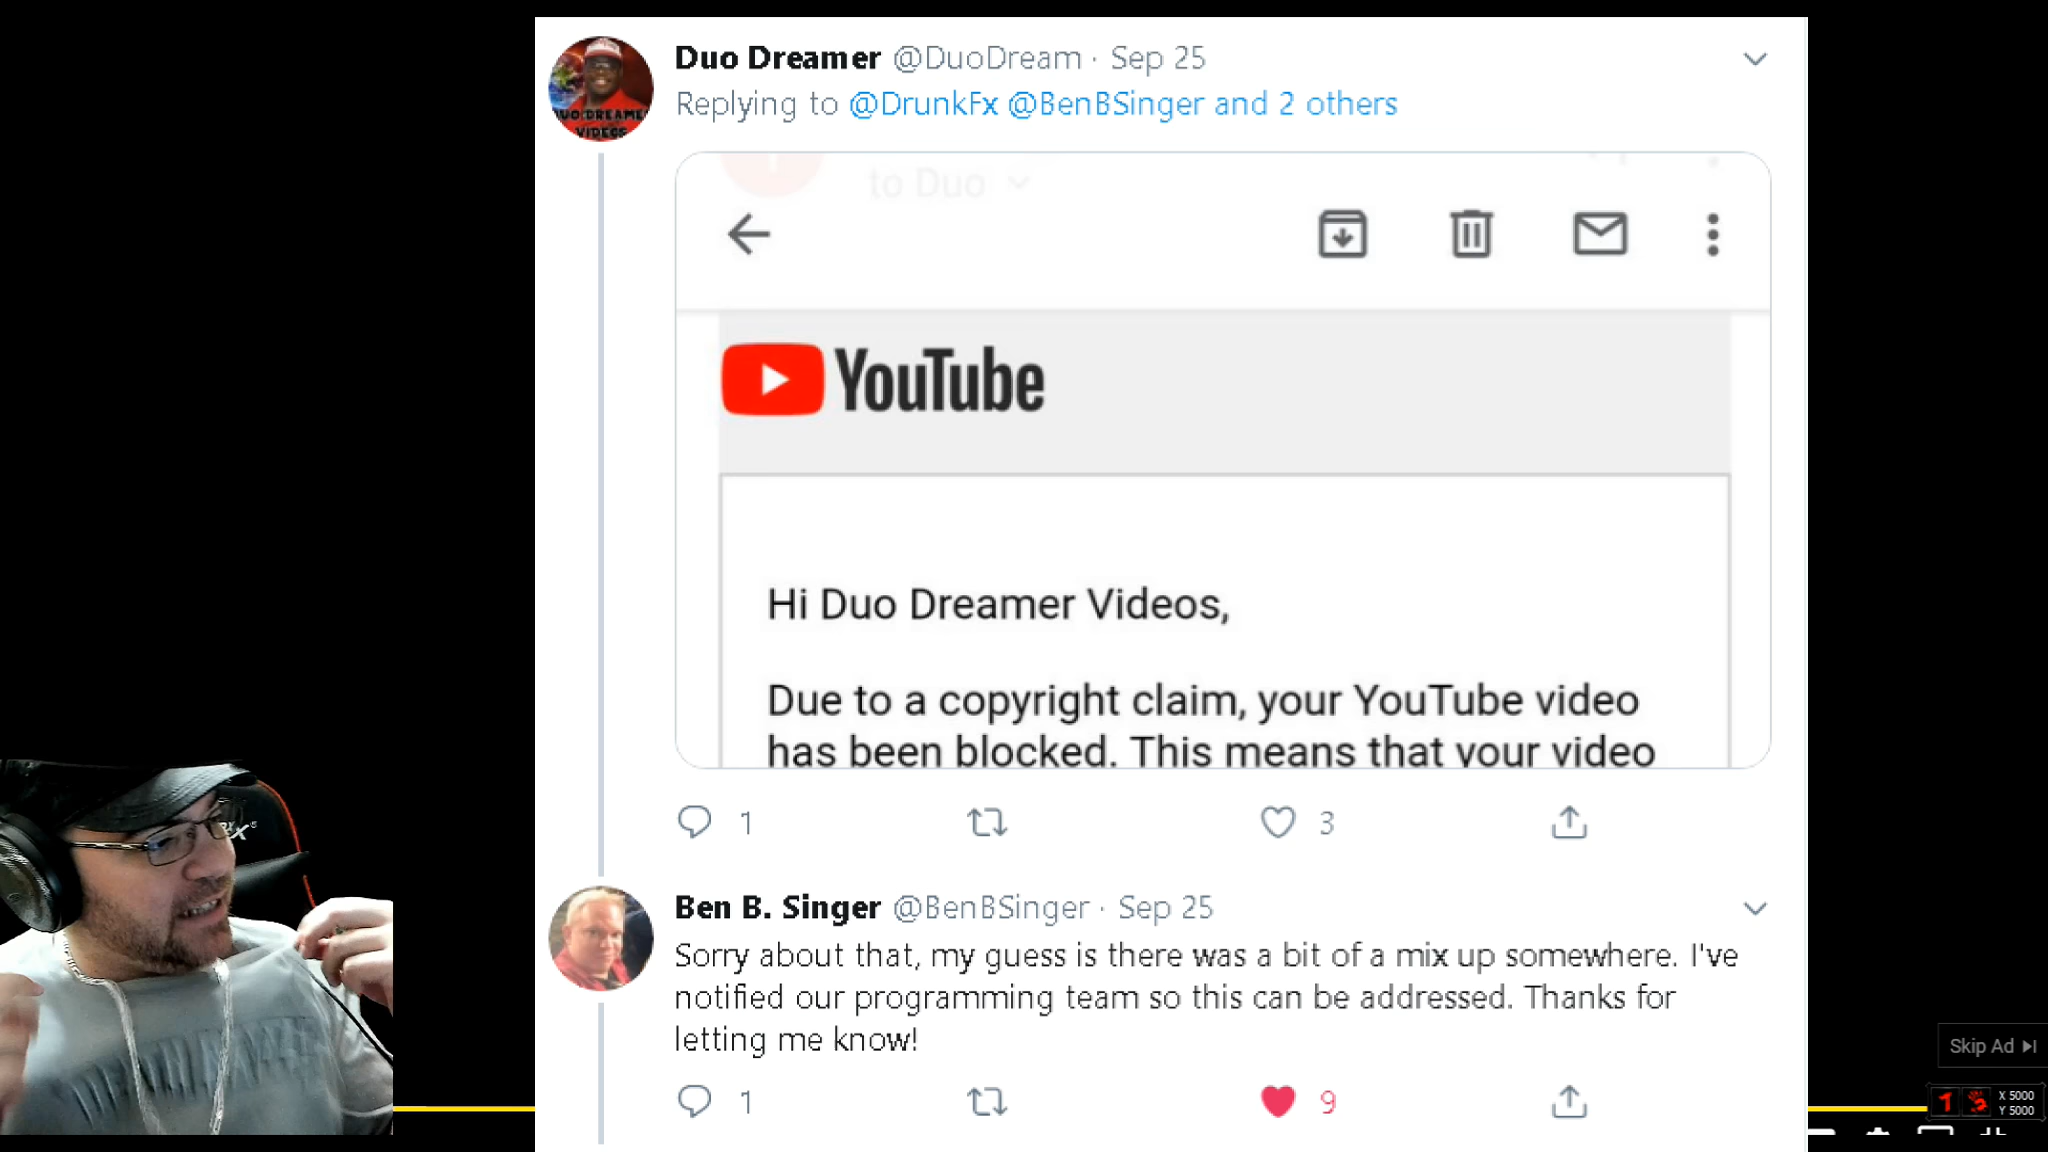 Duo Dreamer @DuoDream · Sep 25
Replying to @DrunkFx @BenBSinger and 2 others
to Duo
YouTube
Hi Duo Dreamer Videos,
Due to a copyright claim, your YouTube video
has been blocked. This means that your video
1 3
Ben B. Singer @BenBSinger · Sep 25
Sorry about that, my guess is there was a bit of a mix up somewhere. I've
notified our programming team so this can be addressed. Thanks for
letting me know!
1 9
Skip Ad
X 5000
Y 5000